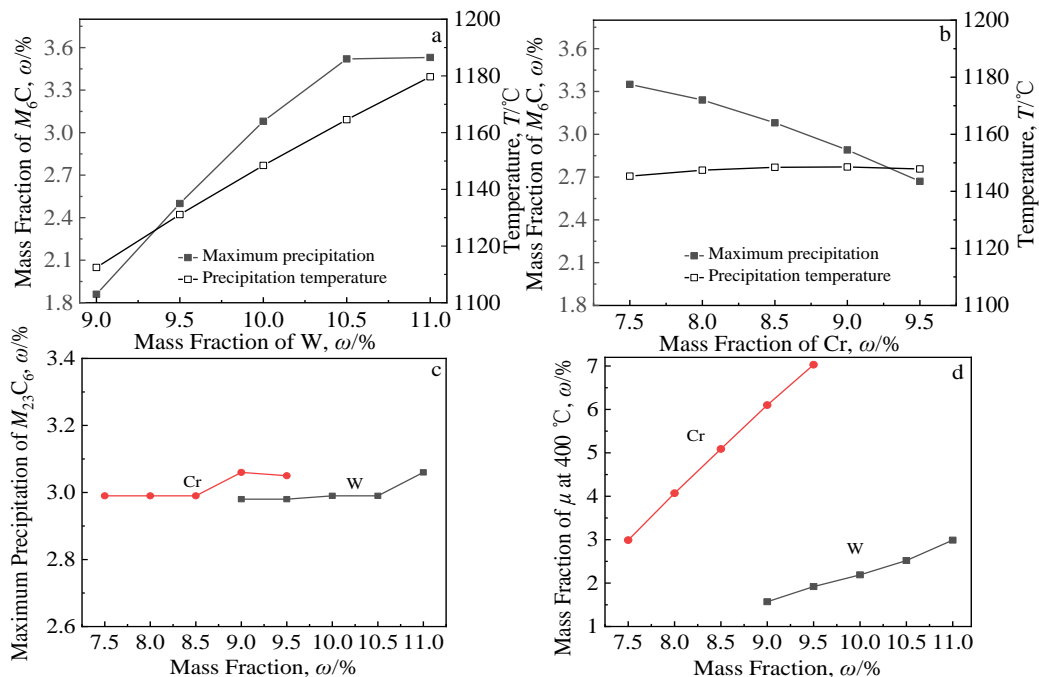 a
Mass Fraction of M₆C, ω/%
3.6
3.3
3.0
2.7
2.4
2.1
1.8
1200
1180
1160
1140
1120
1100
Temperature, T/℃
Maximum precipitation
Precipitation temperature
9.0 9.5 10.0 10.5 11.0
Mass Fraction of W, ω/%
b
Mass Fraction of M₆C, ω/%
3.6
3.3
3.0
2.7
2.4
2.1
1.8
1200
1180
1160
1140
1120
1100
Temperature, T/℃
Maximum precipitation
Precipitation temperature
7.5 8.0 8.5 9.0 9.5
Mass Fraction of Cr, ω/%
c
Maximum Precipitation of M₂₃C₆, ω/%
3.4
3.2
3.0
2.8
2.6
Cr
W
7.5 8.0 8.5 9.0 9.5 10.0 10.5 11.0
Mass Fraction, ω/%
d
Mass Fraction of μ at 400 ℃, ω/%
7
6
5
4
3
2
1
Cr
W
7.5 8.0 8.5 9.0 9.5 10.0 10.5 11.0
Mass Fraction, ω/%